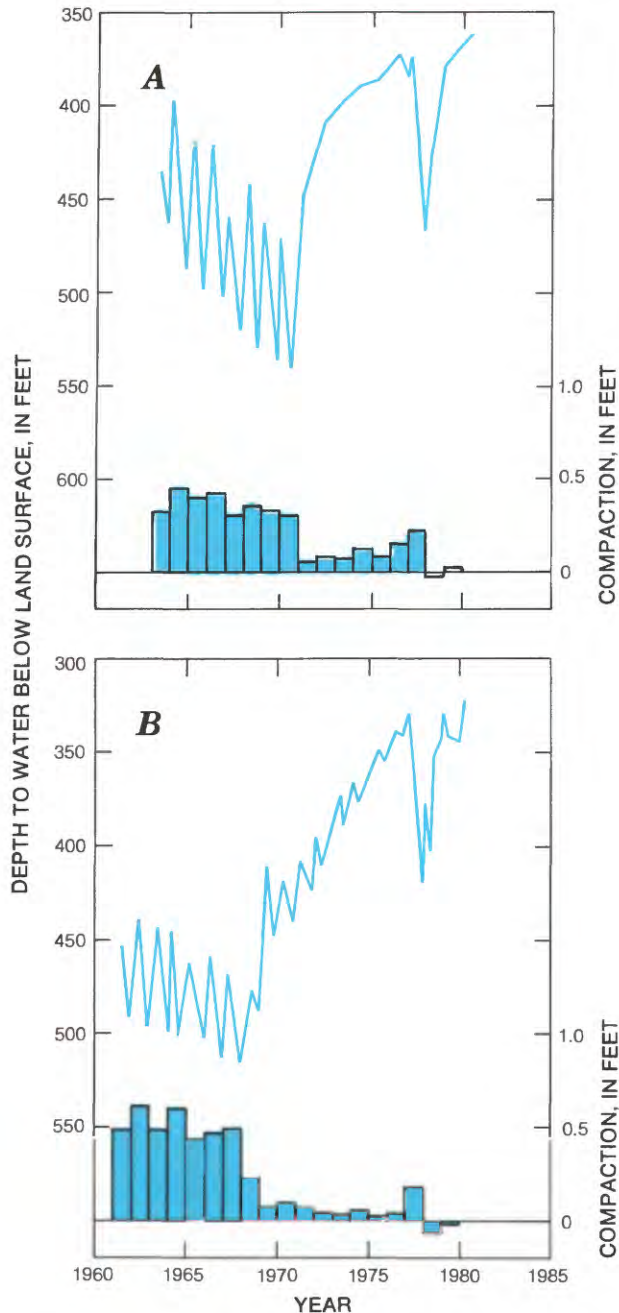 350
400
450
500
550
600
A
1.0
0.5
0
COMPACTION, IN FEET
DEPTH TO WATER BELOW LAND SURFACE, IN FEET
300
350
400
450
500
550
B
1.0
0.5
0
COMPACTION, IN FEET
1960 1965 1970 1975 1980 1985
YEAR